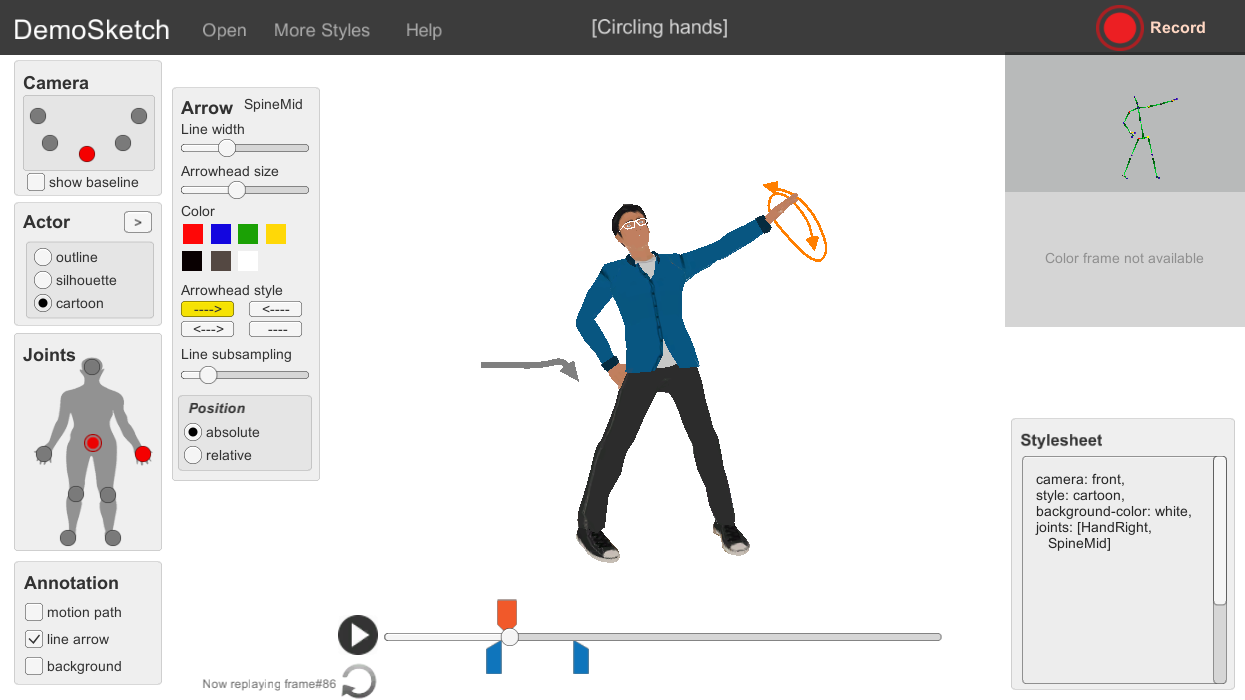 DemoSketch
Open
More Styles
Help
[Circling hands]
Record
Camera
show baseline
Actor
>
outline
silhouette
cartoon
Joints
Annotation
motion path
line arrow
background
Arrow SpineMid
Line width
Arrowhead size
Color
Arrowhead style
---->
<----
<--->
----
Line subsampling
Position
absolute
relative
Now replaying frame#86
Color frame not available
Stylesheet
camera: front,
style: cartoon,
background-color: white,
joints: [HandRight,
SpineMid]